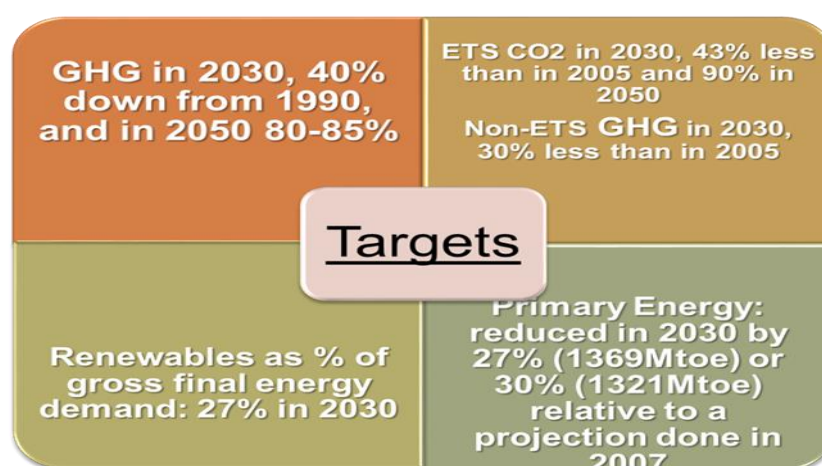 GHG in 2030, 40%
down from 1990,
and in 2050 80-85%
ETS CO2 in 2030, 43% less
than in 2005 and 90% in
2050
Non-ETS GHG in 2030,
30% less than in 2005
Targets
Renewables as % of
gross final energy
demand: 27% in 2030
Primary Energy:
reduced in 2030 by
27% (1369Mtoe) or
30% (1321Mtoe)
relative to a
projection done in
2007